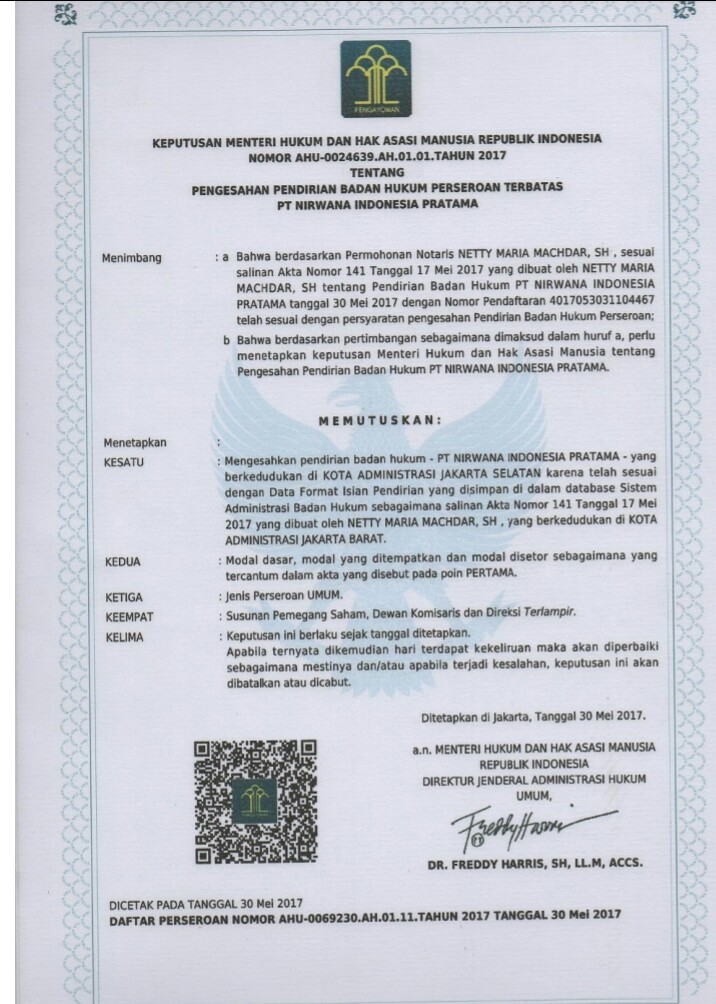 PENGAYOMAN
KEPUTUSAN MENTERI HUKUM DAN HAK ASASI MANUSIA REPUBLIK INDONESIA
NOMOR AHU-0024639.AH.01.01.TAHUN 2017
TENTANG
PENGESAHAN PENDIRIAN BADAN HUKUM PERSEROAN TERBATAS
PT NIRWANA INDONESIA PRATAMA
Menimbang : a Bahwa berdasarkan Permohonan Notaris NETTY MARIA MACHDAR, SH , sesuai
salinan Akta Nomor 141 Tanggal 17 Mei 2017 yang dibuat oleh NETTY MARIA
MACHDAR, SH tentang Pendirian Badan Hukum PT NIRWANA INDONESIA
PRATAMA tanggal 30 Mei 2017 dengan Nomor Pendaftaran 4017053031104467
telah sesuai dengan persyaratan pengesahan Pendirian Badan Hukum Perseroan;
b Bahwa berdasarkan pertimbangan sebagaimana dimaksud dalam huruf a, perlu
menetapkan keputusan Menteri Hukum dan Hak Asasi Manusia tentang
Pengesahan Pendirian Badan Hukum PT NIRWANA INDONESIA PRATAMA.
MEMUTUSKAN:
Menetapkan :
KESATU : Mengesahkan pendirian badan hukum - PT NIRWANA INDONESIA PRATAMA - yang
berkedudukan di KOTA ADMINISTRASI JAKARTA SELATAN karena telah sesuai
dengan Data Format Isian Pendirian yang disimpan di dalam database Sistem
Administrasi Badan Hukum sebagaimana salinan Akta Nomor 141 Tanggal 17 Mei
2017 yang dibuat oleh NETTY MARIA MACHDAR, SH , yang berkedudukan di KOTA
ADMINISTRASI JAKARTA BARAT.
KEDUA : Modal dasar, modal yang ditempatkan dan modal disetor sebagaimana yang
tercantum dalam akta yang disebut pada poin PERTAMA.
KETIGA : Jenis Perseroan UMUM.
KEEMPAT : Susunan Pemegang Saham, Dewan Komisaris dan Direksi Terlampir.
KELIMA : Keputusan ini berlaku sejak tanggal ditetapkan.
Apabila ternyata dikemudian hari terdapat kekeliruan maka akan diperbaiki
sebagaimana mestinya dan/atau apabila terjadi kesalahan, keputusan ini akan
dibatalkan atau dicabut.
Ditetapkan di Jakarta, Tanggal 30 Mei 2017.
a.n. MENTERI HUKUM DAN HAK ASASI MANUSIA
REPUBLIK INDONESIA
DIREKTUR JENDERAL ADMINISTRASI HUKUM
UMUM,
Freddy Harris
DR. FREDDY HARRIS, SH, LL.M, ACCS.
DICETAK PADA TANGGAL 30 Mei 2017
DAFTAR PERSEROAN NOMOR AHU-0069230.AH.01.11.TAHUN 2017 TANGGAL 30 Mei 2017